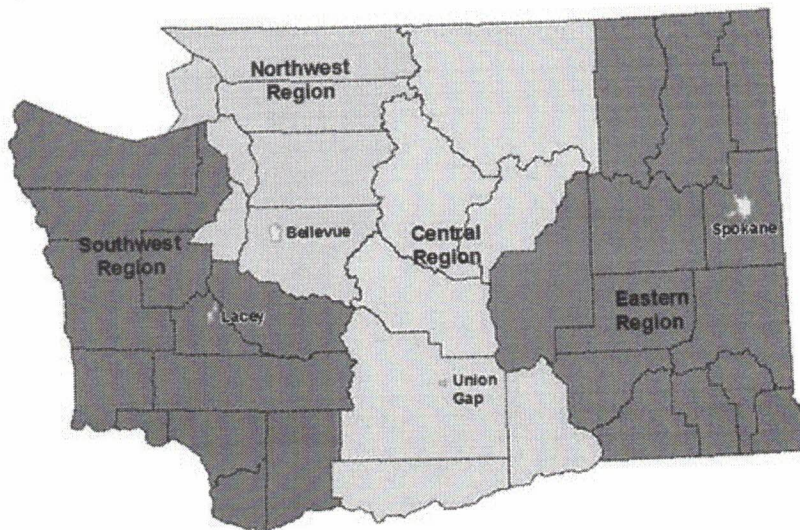 Northwest
Region
Bellevue
Central
Region
Spokane
Southwest
Region
Lacey
Eastern
Region
Union
Gap